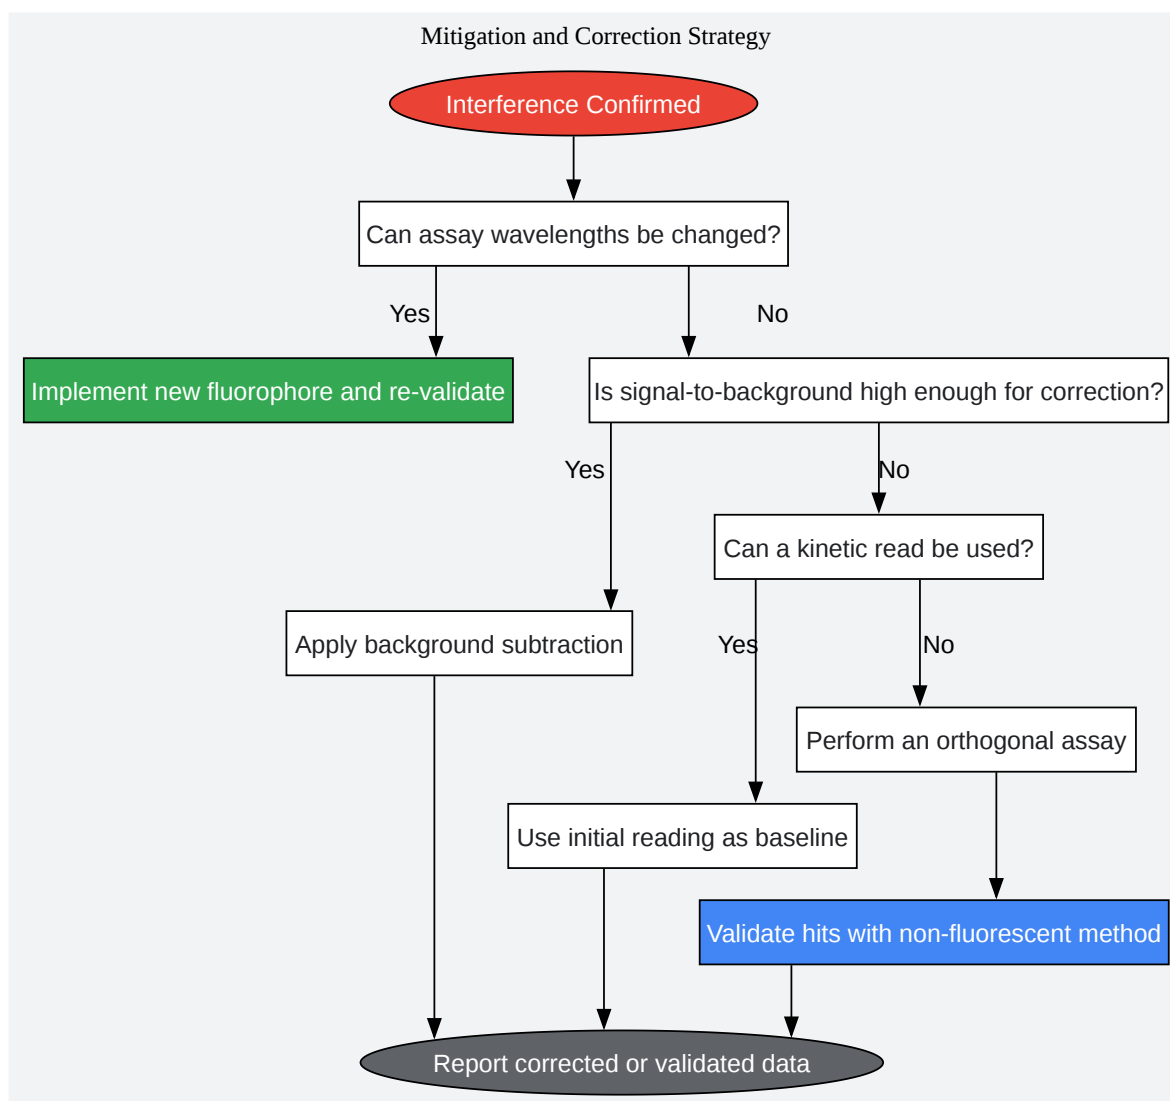 Mitigation and Correction Strategy
Interference Confirmed
Can assay wavelengths be changed?
Yes
No
Implement new fluorophore and re-validate
Is signal-to-background high enough for correction?
Yes
No
Can a kinetic read be used?
Apply background subtraction
Yes
No
Perform an orthogonal assay
Use initial reading as baseline
Validate hits with non-fluorescent method
Report corrected or validated data